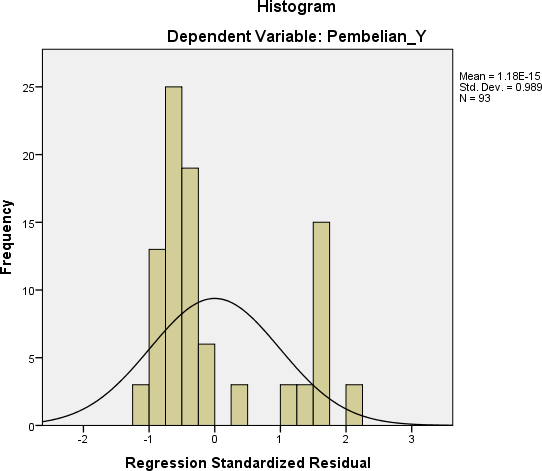 Histogram
Dependent Variable: Pembelian_Y
Mean = 1.18E-15
Std. Dev. = 0.989
N = 93
Frequency
25
20
15
10
5
0
-2 -1 0 1 2 3
Regression Standardized Residual